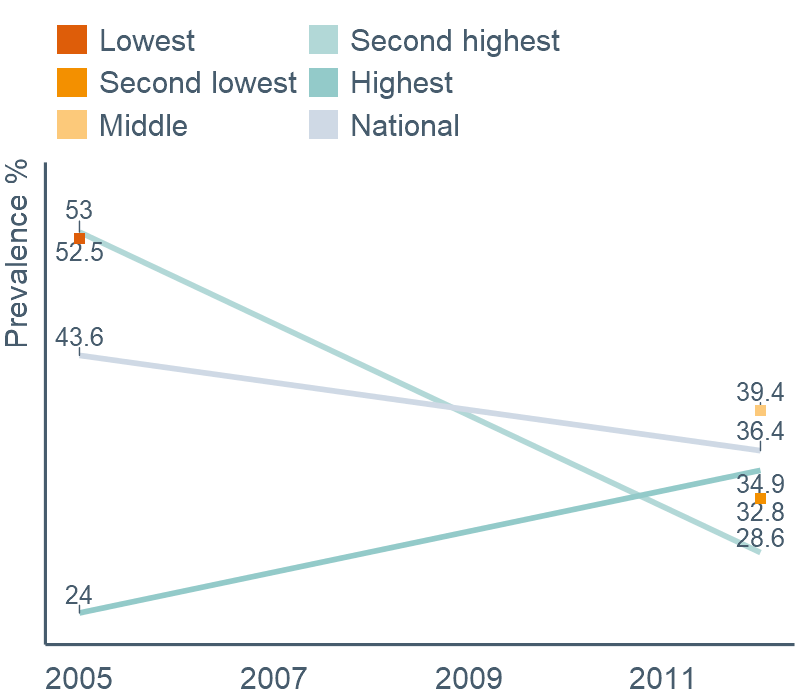 Lowest
Second lowest
Middle
Second highest
Highest
National
Prevalence %
53
52.5
43.6
24
39.4
36.4
34.9
32.8
28.6
2005
2007
2009
2011